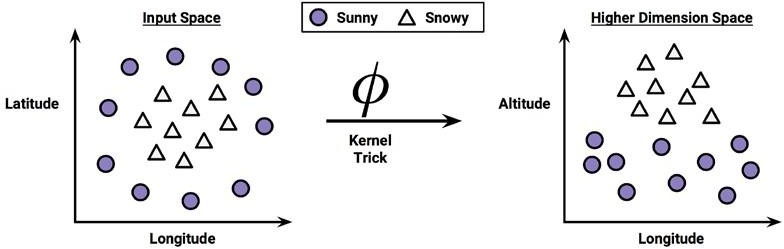 Input Space
Sunny Snowy
Higher Dimension Space
Latitude
ϕ
Altitude
Kernel
Trick
Longitude
Longitude